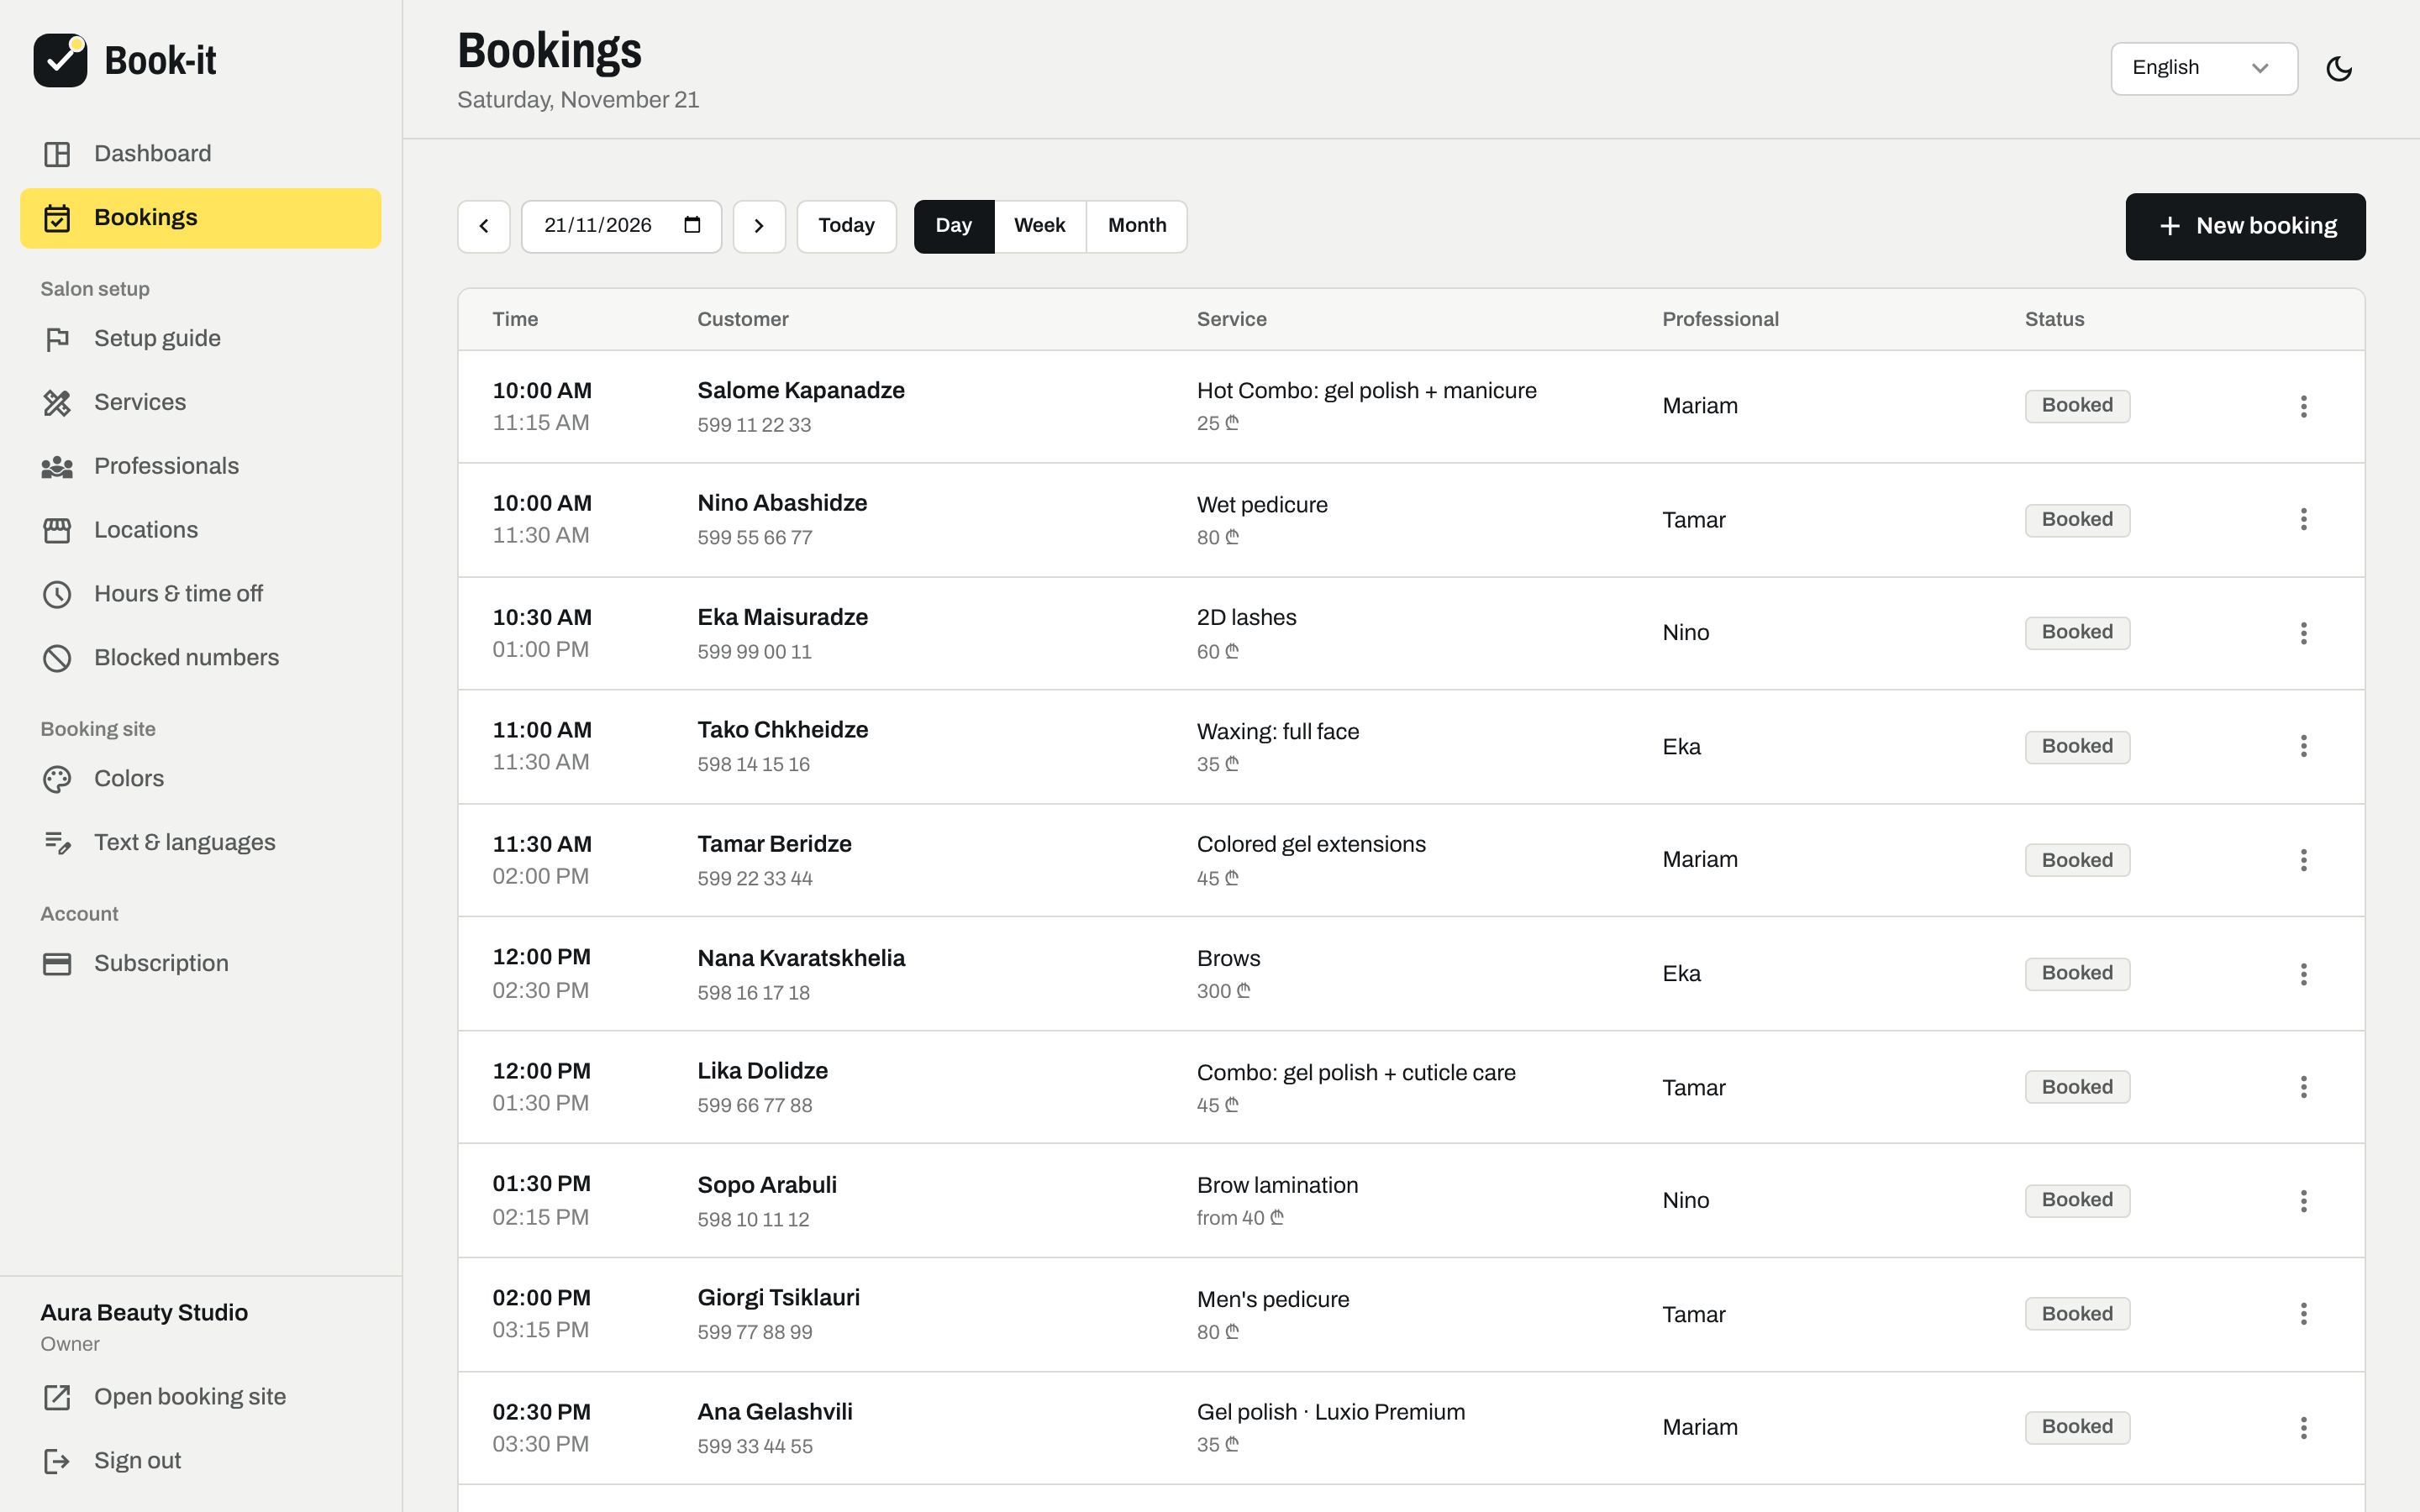 Book-it
Dashboard
Bookings
Salon setup
Setup guide
Services
Professionals
Locations
Hours & time off
Blocked numbers
Booking site
Colors
Text & languages
Account
Subscription
Aura Beauty Studio
Owner
Open booking site
Sign out
Bookings
Saturday, November 21
English
21/11/2026
Today
Day
Week
Month
New booking
Time Customer Service Professional Status
10:00 AM Salome Kapanadze Hot Combo: gel polish + manicure Mariam Booked
11:15 AM 599 11 22 33 25 ₾
10:00 AM Nino Abashidze Wet pedicure Tamar Booked
11:30 AM 599 55 66 77 80 ₾
10:30 AM Eka Maisuradze 2D lashes Nino Booked
01:00 PM 599 99 00 11 60 ₾
11:00 AM Tako Chkheidze Waxing: full face Eka Booked
11:30 AM 598 14 15 16 35 ₾
11:30 AM Tamar Beridze Colored gel extensions Mariam Booked
02:00 PM 599 22 33 44 45 ₾
12:00 PM Nana Kvaratskhelia Brows Eka Booked
02:30 PM 598 16 17 18 300 ₾
12:00 PM Lika Dolidze Combo: gel polish + cuticle care Tamar Booked
01:30 PM 599 66 77 88 45 ₾
01:30 PM Sopo Arabuli Brow lamination Nino Booked
02:15 PM 598 10 11 12 from 40 ₾
02:00 PM Giorgi Tsiklauri Men's pedicure Tamar Booked
03:15 PM 599 77 88 99 80 ₾
02:30 PM Ana Gelashvili Gel polish · Luxio Premium Mariam Booked
03:30 PM 599 33 44 55 35 ₾